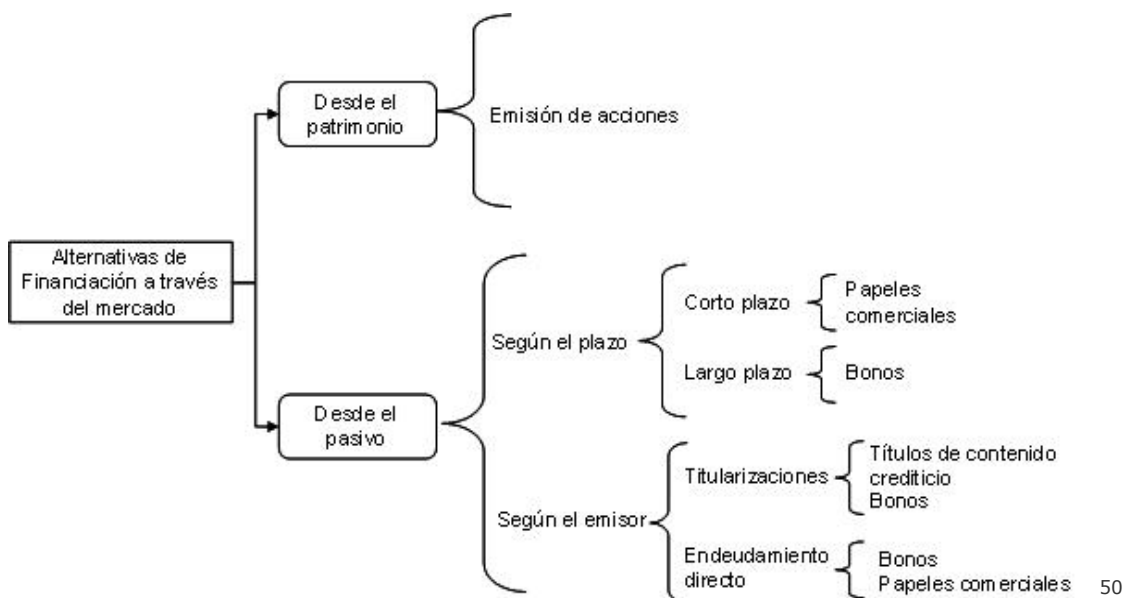 Desde el
patrimonio
Emisión de acciones
Alternativas de
Financiación a través
del mercado
Desde el
pasivo
Según el plazo
Corto plazo
Papeles
comerciales
Largo plazo
Bonos
Según el emisor
Titularizaciones
Títulos de contenido
crediticio
Bonos
Endeudamiento
directo
Bonos
Papeles comerciales
50